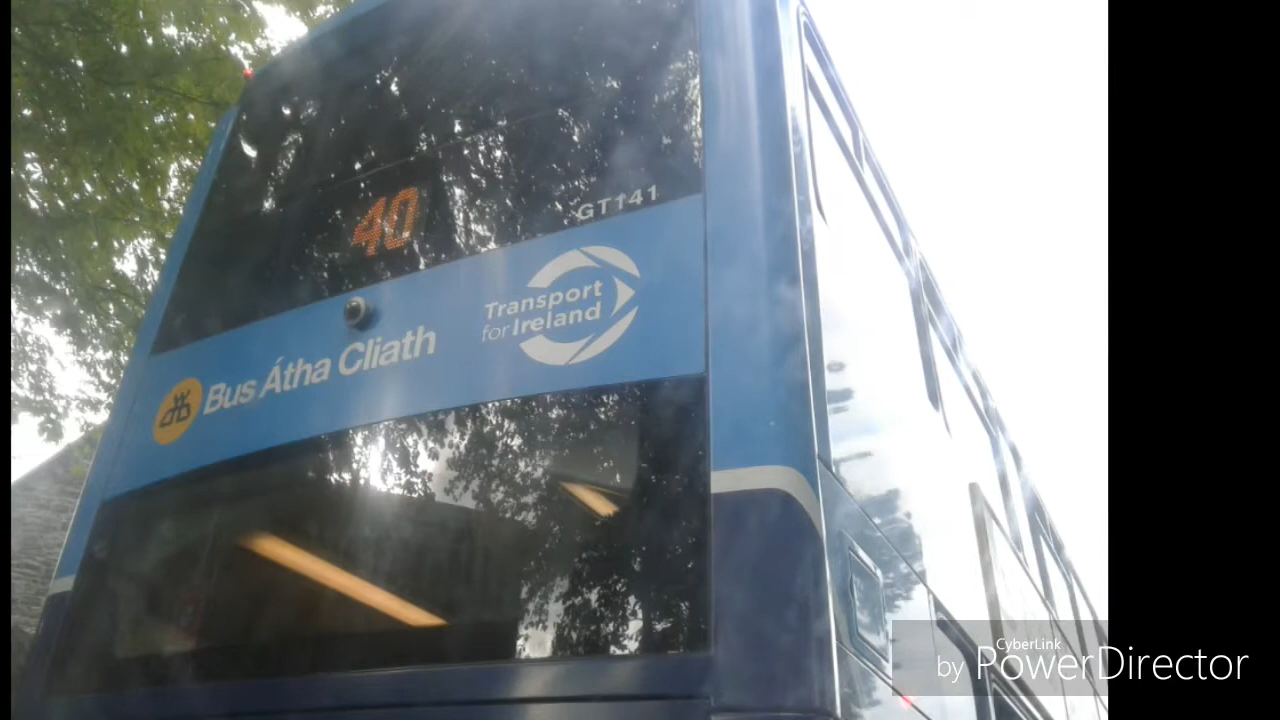 40
GT141
Transport
for Ireland
Bus Átha Cliath
CyberLink
by PowerDirector